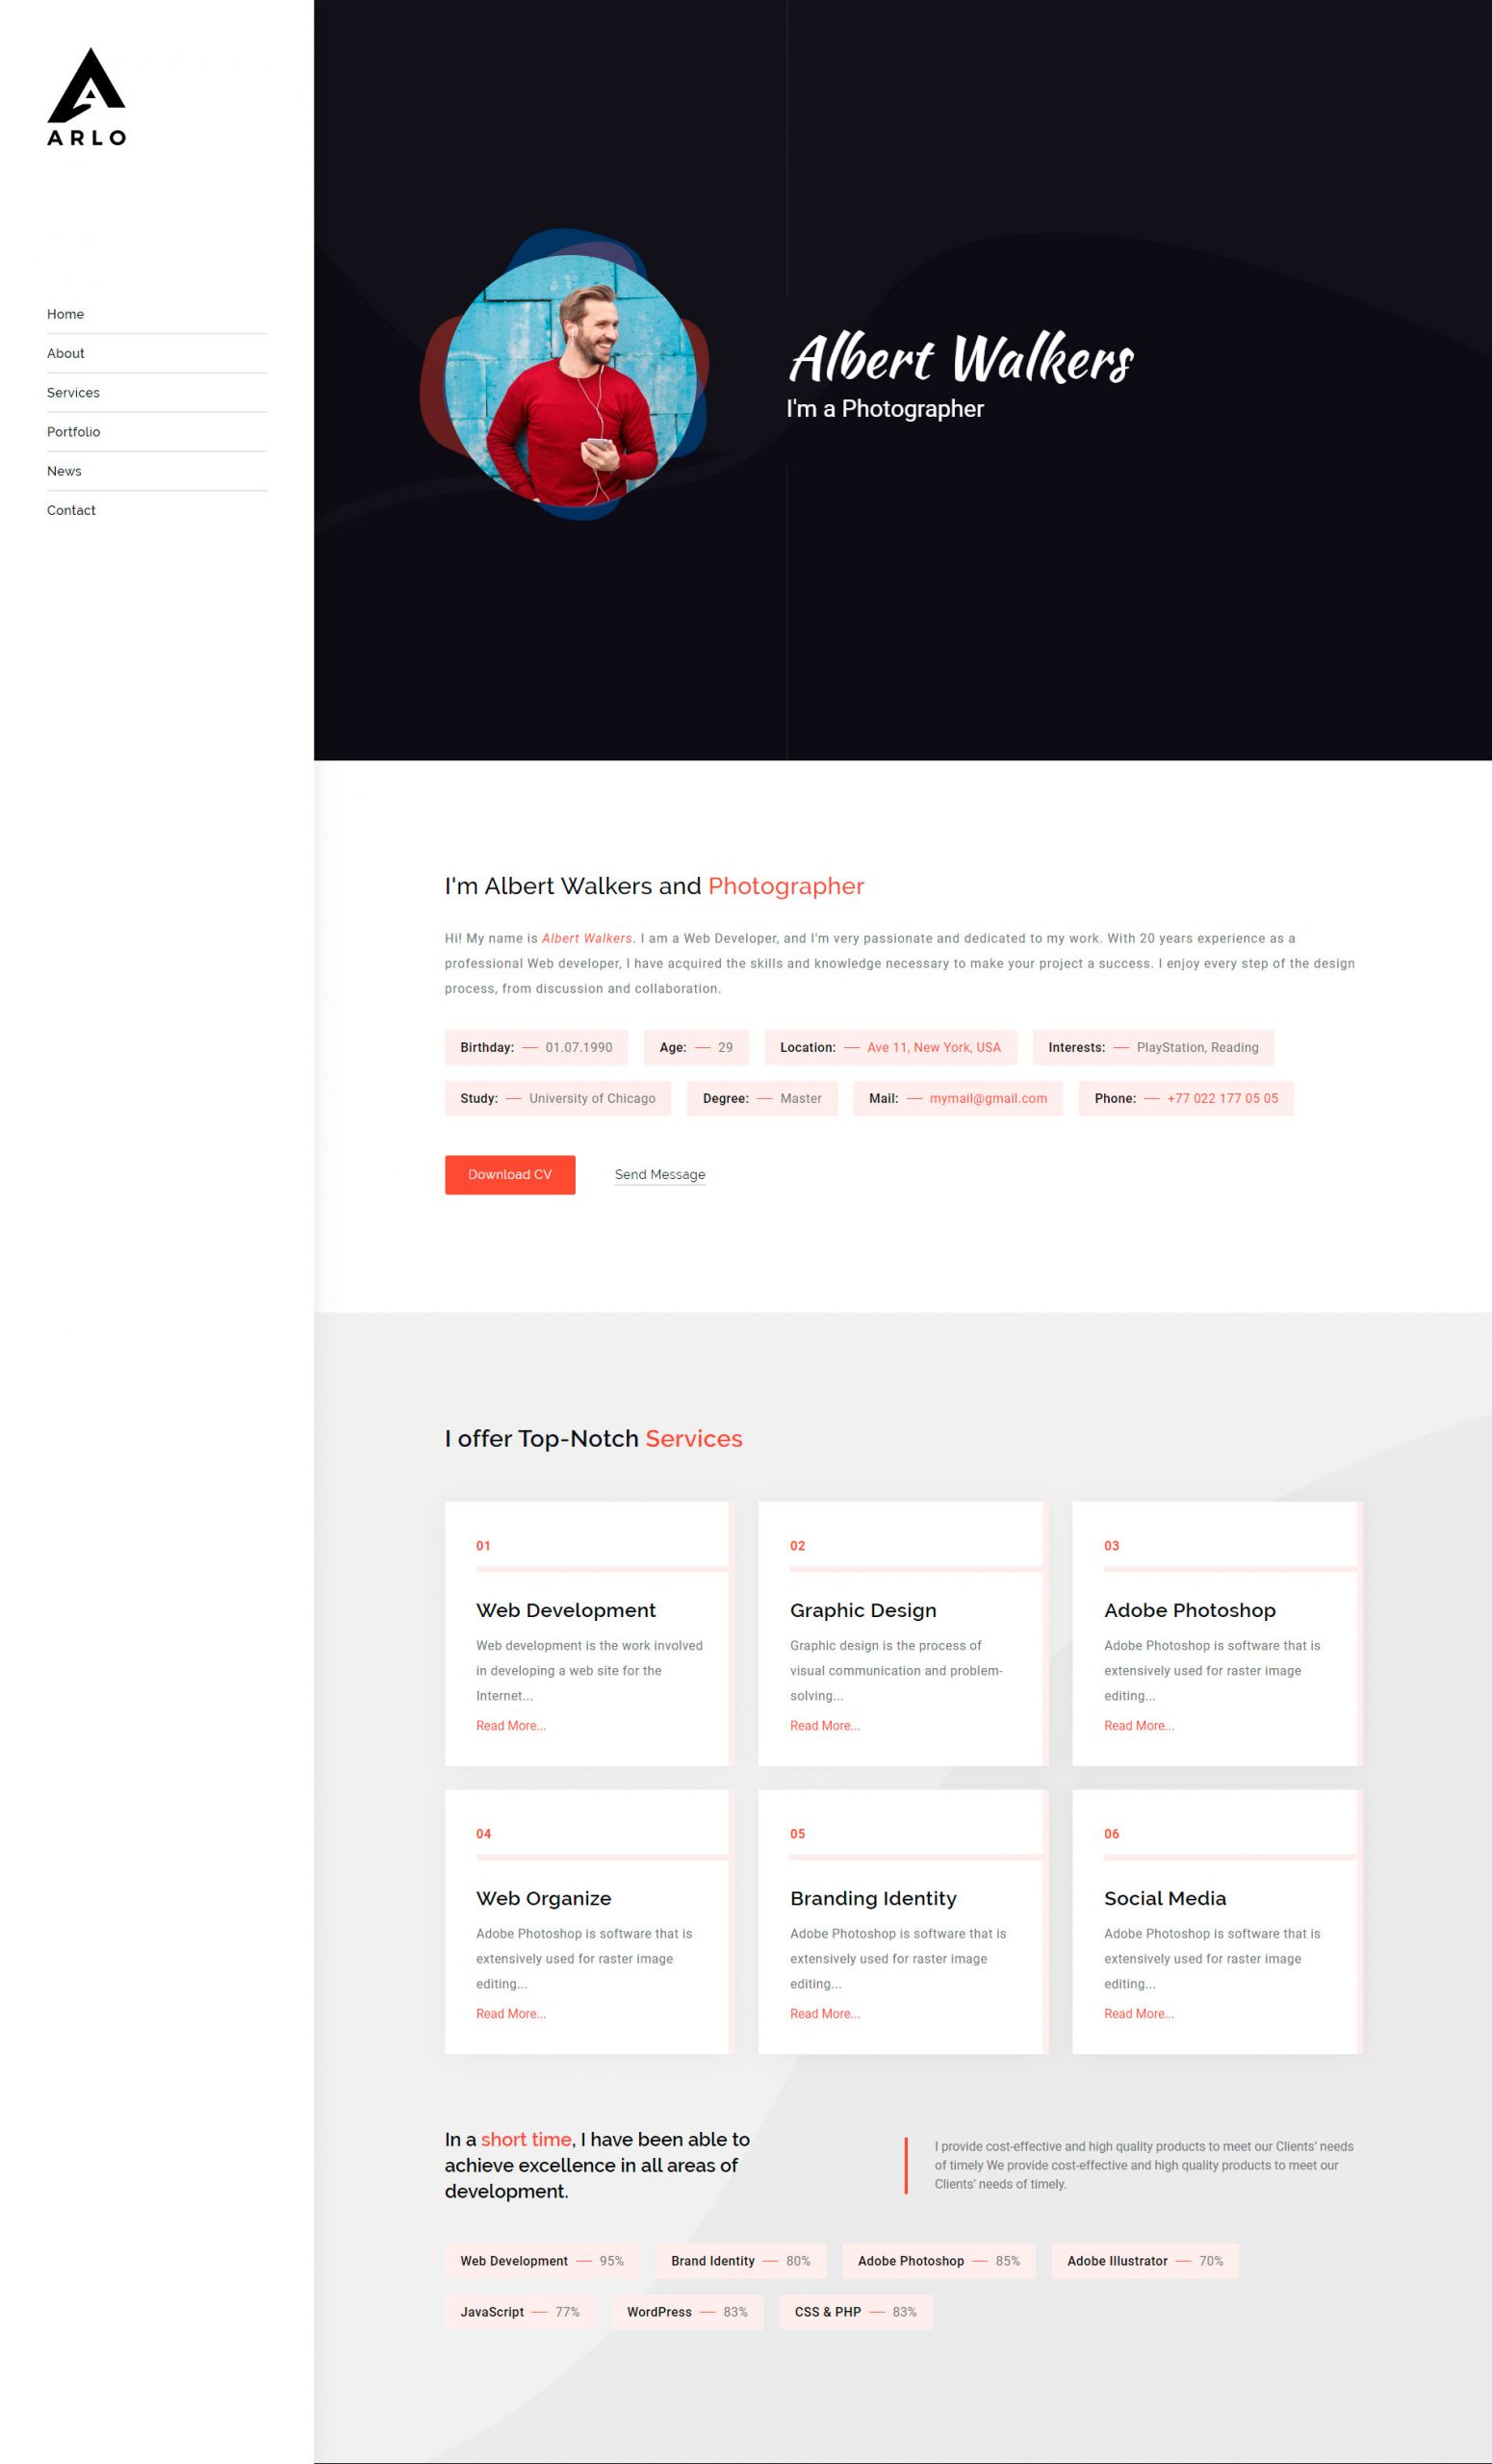 ARLO
Home
About
Services
Portfolio
News
Contact
Albert Walkers
I'm a Photographer
I'm Albert Walkers and Photographer
Hi! My name is Albert Walkers. I am a Web Developer, and I'm very passionate and dedicated to my work. With 20 years experience as a
professional Web developer, I have acquired the skills and knowledge necessary to make your project a success. I enjoy every step of the design
process, from discussion and collaboration.
Birthday: — 01.07.1990 Age: — 29 Location: — Ave 11, New York, USA Interests: — PlayStation, Reading
Study: — University of Chicago Degree: — Master Mail: — mymail@gmail.com Phone: — +77 022 177 05 05
Download CV Send Message
I offer Top-Notch Services
01
Web Development
Web development is the work involved
in developing a web site for the
Internet...
Read More...
02
Graphic Design
Graphic design is the process of
visual communication and problem-
solving...
Read More...
03
Adobe Photoshop
Adobe Photoshop is software that is
extensively used for raster image
editing...
Read More...
04
Web Organize
Adobe Photoshop is software that is
extensively used for raster image
editing...
Read More...
05
Branding Identity
Adobe Photoshop is software that is
extensively used for raster image
editing...
Read More...
06
Social Media
Adobe Photoshop is software that is
extensively used for raster image
editing...
Read More...
In a short time, I have been able to
achieve excellence in all areas of
development.
I provide cost-effective and high quality products to meet our Clients' needs
of timely We provide cost-effective and high quality products to meet our
Clients' needs of timely.
Web Development — 95% Brand Identity — 80% Adobe Photoshop — 85% Adobe Illustrator — 70%
JavaScript — 77% WordPress — 83% CSS & PHP — 83%